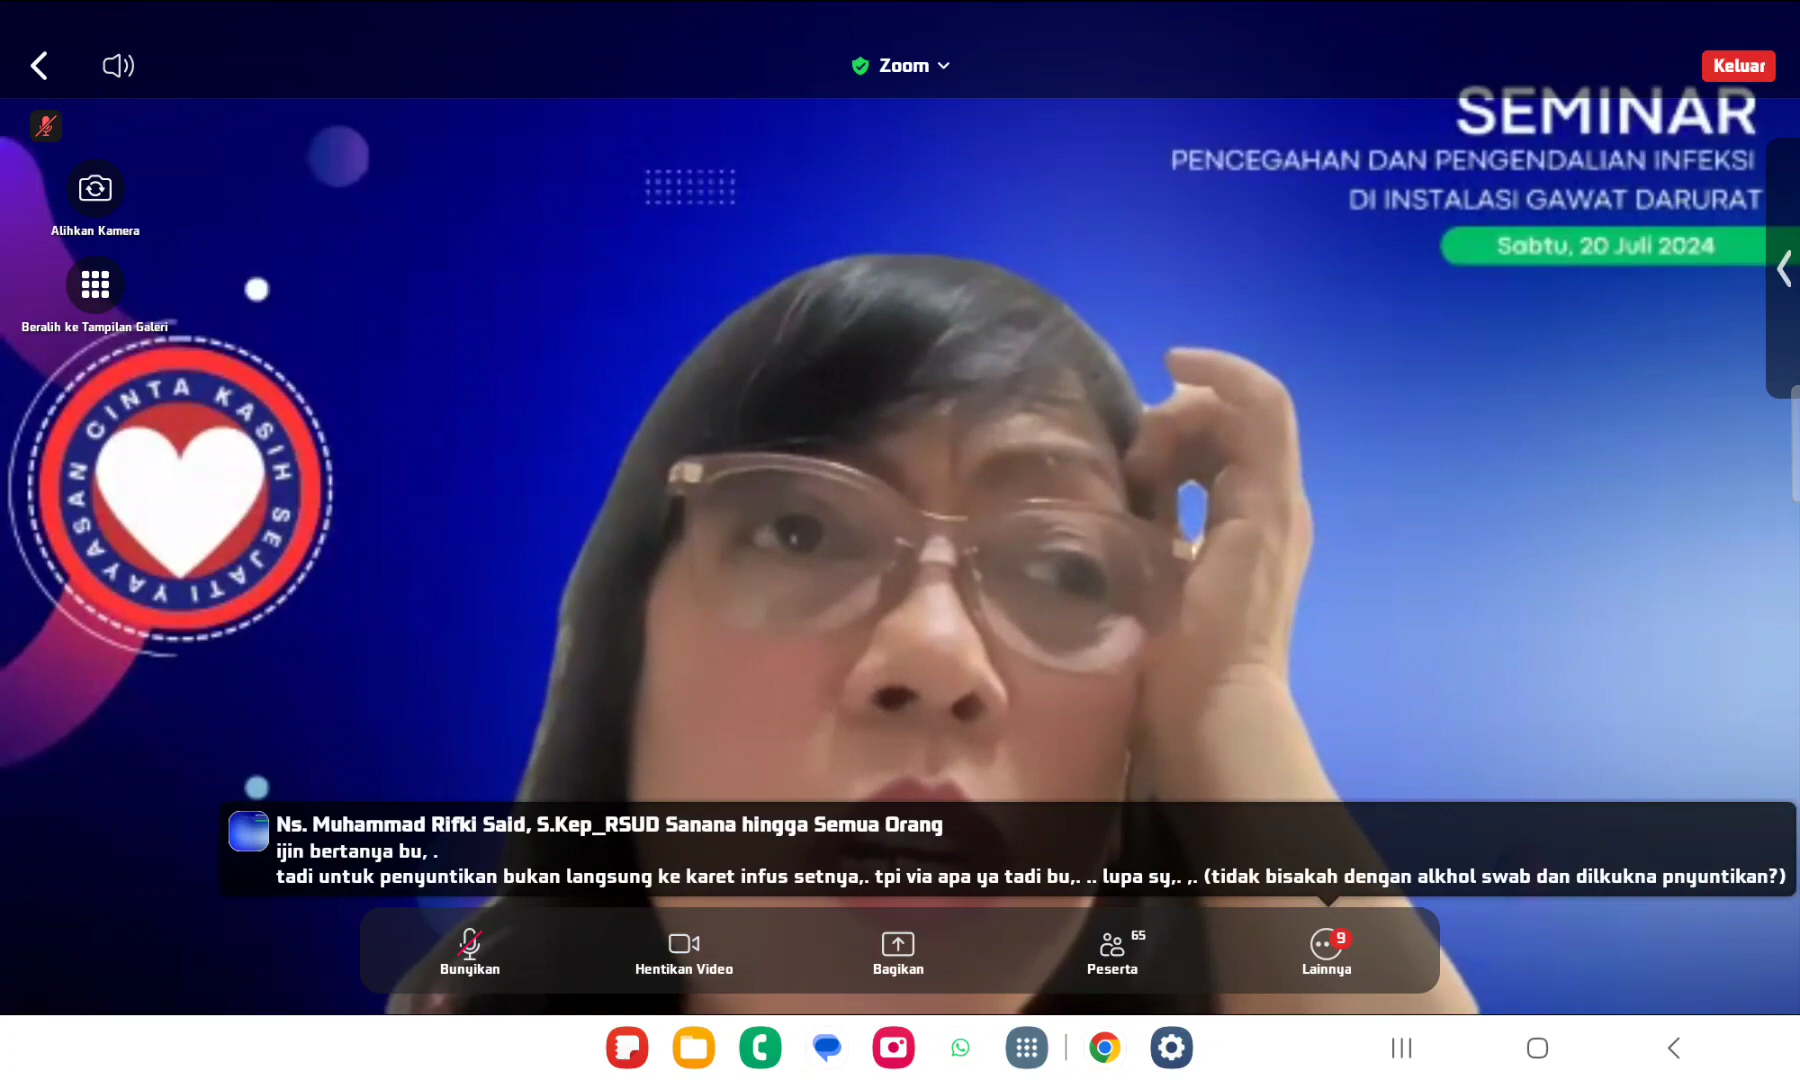 Zoom
Keluar
SEMINAR
PENCEGAHAN DAN PENGENDALIAN INFEKSI
DI INSTALASI GAWAT DARURAT
Sabtu, 20 Juli 2024
Alihkan Kamera
Beralih ke Tampilan Galeri
YAYASAN CINTA KASIH SEJATI
Ns. Muhammad Rifki Said, S.Kep_RSUD Sanana hingga Semua Orang
ijin bertanya bu, .
tadi untuk penyuntikan bukan langsung ke karet infus setnya,. tpi via apa ya tadi bu,. .. lupa sy,. ,. (tidak bisakah dengan alkhol swab dan dilkukna pnyuntikan?)
Bunyikan
Hentikan Video
Bagikan
Peserta
65
Lainnya
9